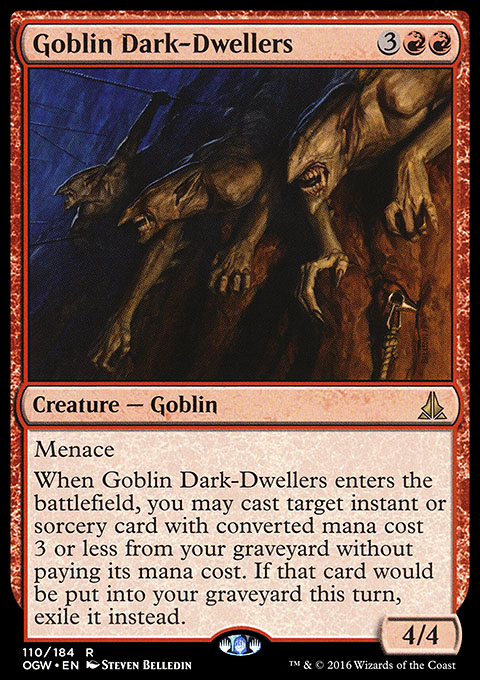 Goblin Dark-Dwellers 3
Creature — Goblin
Menace
When Goblin Dark-Dwellers enters the
battlefield, you may cast target instant or
sorcery card with converted mana cost
3 or less from your graveyard without
paying its mana cost. If that card would
be put into your graveyard this turn,
exile it instead.
4/4
110/184 R
OGW • EN Steven Belledin
™ & © 2016 Wizards of the Coast